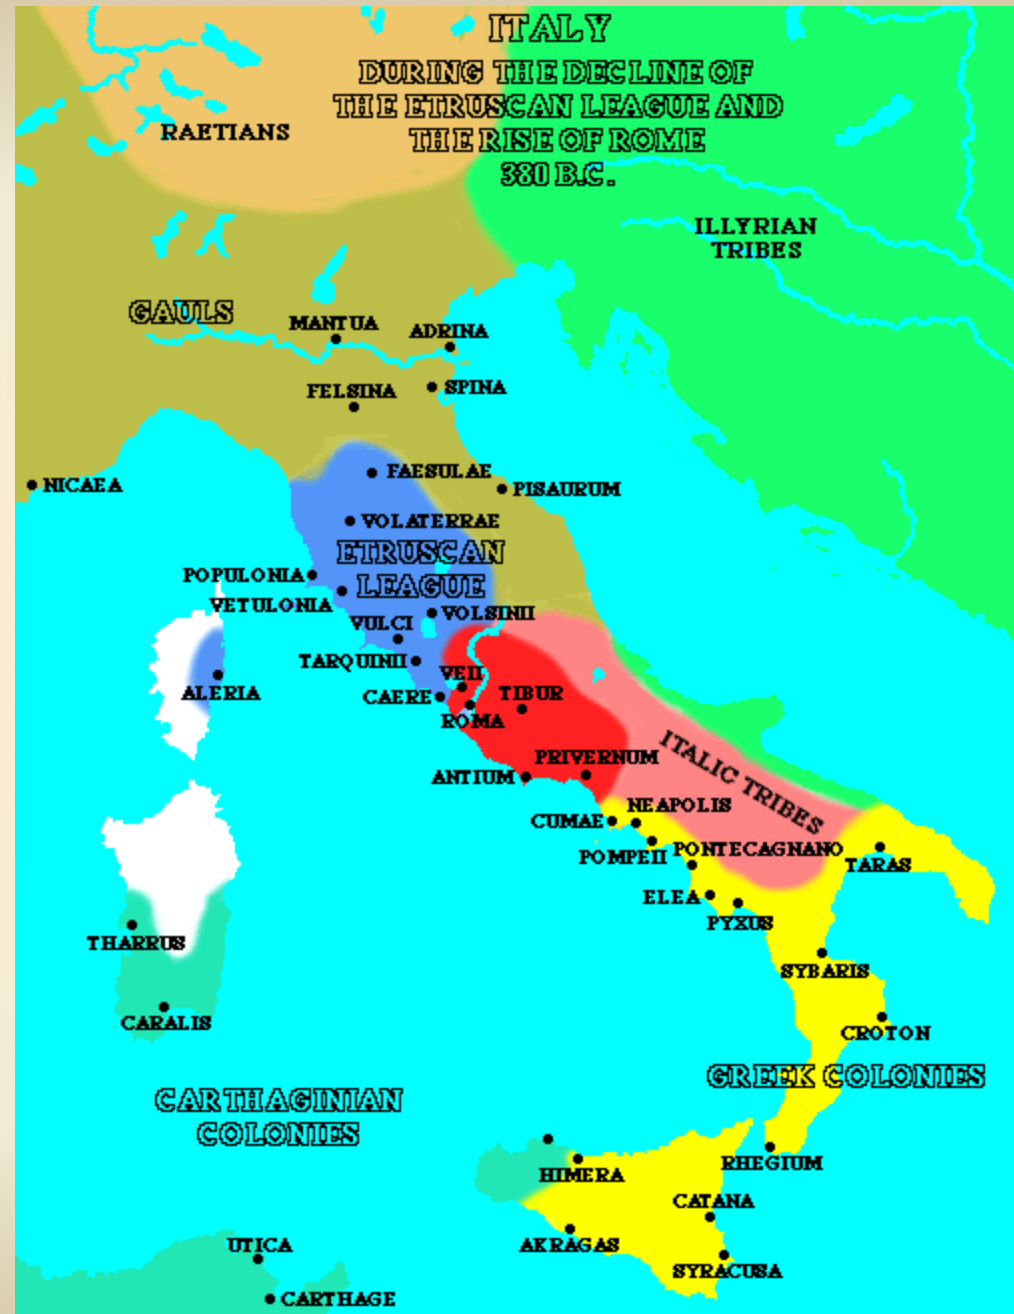 ITALY
DURING THE DECLINE OF
THE ETRUSCAN LEAGUE AND
THE RISE OF ROME
380 B.C.
RAETIANS
ILLYRIAN
TRIBES
GAULS
MANTUA
ADRINA
FELSINA
SPINA
NICAEA
FAESULAE
PISAURUM
VOLATERRAE
ETRUSCAN
LEAGUE
POPULONIA
VETULONIA
VOLSINII
VULCI
TARQUINII
VEII
ALERIA
CAERE
TIBUR
ROMA
ITALIC TRIBES
PRIVERNUM
ANTIUM
NEAPOLIS
CUMAE
POMPEII
PONTECAGNANO
TARAS
ELEA
PYXUS
THARRUS
SYBARIS
CARALIS
CROTON
GREEK COLONIES
CARTHAGINIAN
COLONIES
HIMERA
RHEGIUM
CATANA
UTICA
AKRAGAS
SYRACUSA
CARTHAGE